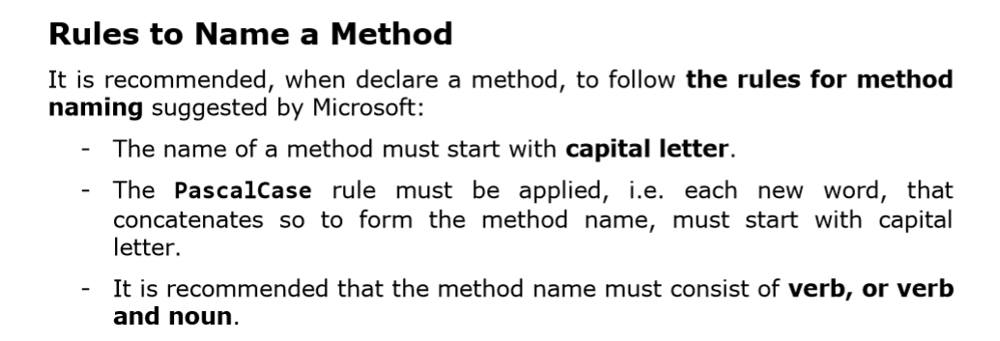 Rules to Name a Method
It is recommended, when declare a method, to follow the rules for method
naming suggested by Microsoft:
- The name of a method must start with capital letter.
- The PascalCase rule must be applied, i.e. each new word, that
concatenates so to form the method name, must start with capital
letter.
- It is recommended that the method name must consist of verb, or verb
and noun.